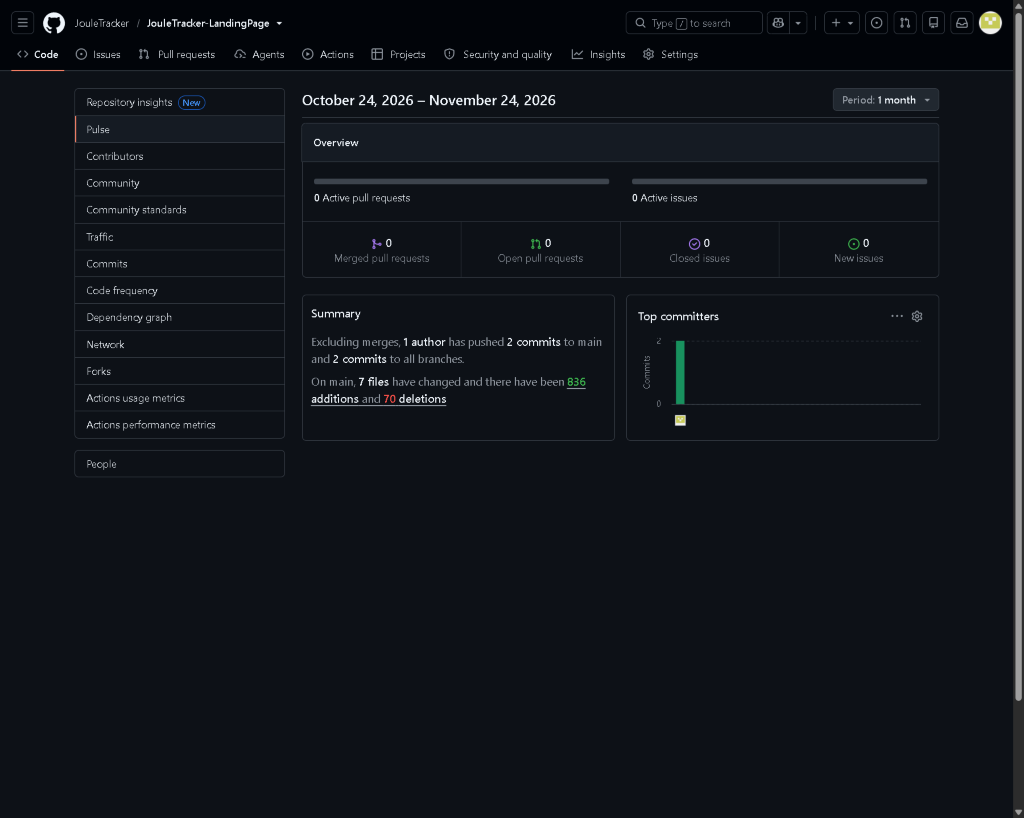 JouleTracker / JouleTracker-LandingPage
Type / to search
Code
Issues
Pull requests
Agents
Actions
Projects
Security and quality
Insights
Settings
Repository insights New
Pulse
Contributors
Community
Community standards
Traffic
Commits
Code frequency
Dependency graph
Network
Forks
Actions usage metrics
Actions performance metrics
People
October 24, 2026 – November 24, 2026
Period: 1 month
Overview
0 Active pull requests
0 Active issues
0
Merged pull requests
0
Open pull requests
0
Closed issues
0
New issues
Summary
Excluding merges, 1 author has pushed 2 commits to main
and 2 commits to all branches.
On main, 7 files have changed and there have been 836
additions and 70 deletions
Top committers
2
Commits
0